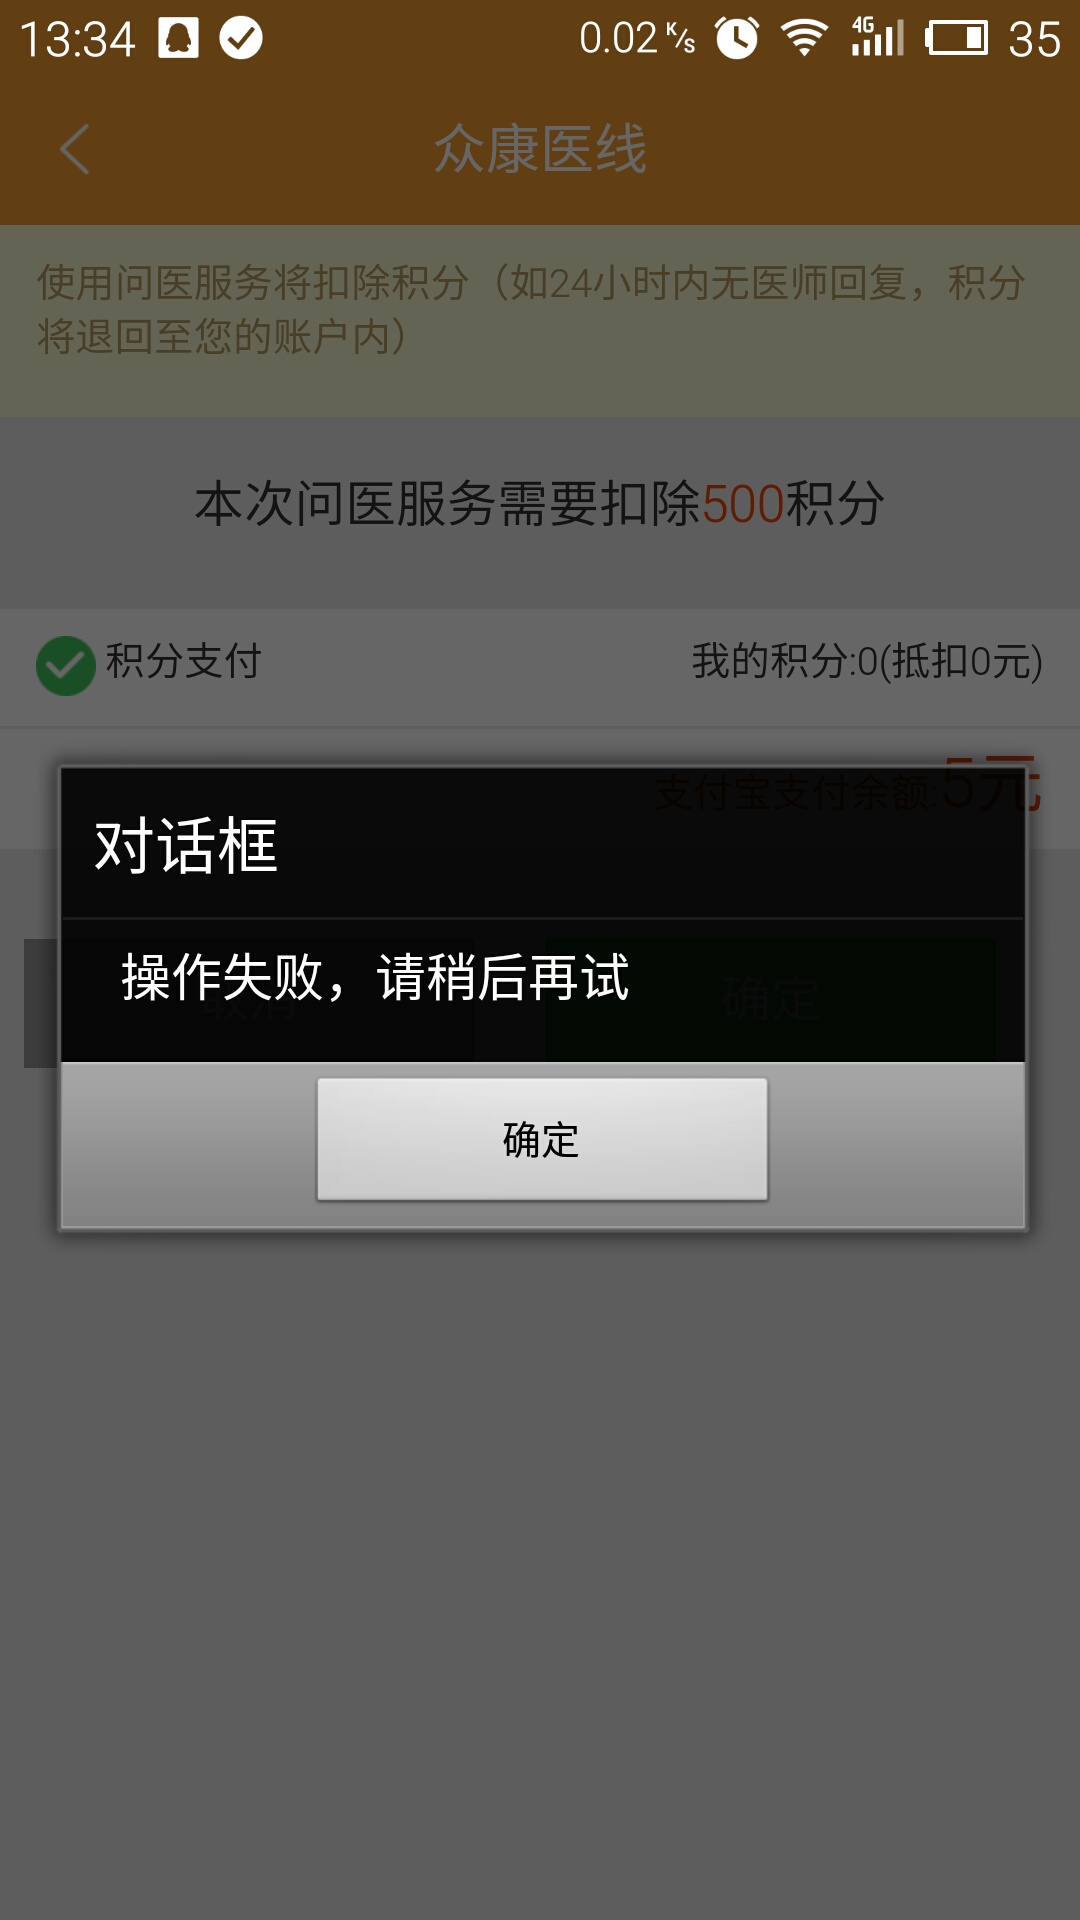 13:34
0.02 K/s
4G
35
众康医线
使用问医服务将扣除积分（如24小时内无医师回复，积分
将退回至您的账户内）
本次问医服务需要扣除500积分
积分支付
我的积分:0(抵扣0元)
支付宝支付余额:5元
对话框
操作失败，请稍后再试
取消
确定
确定